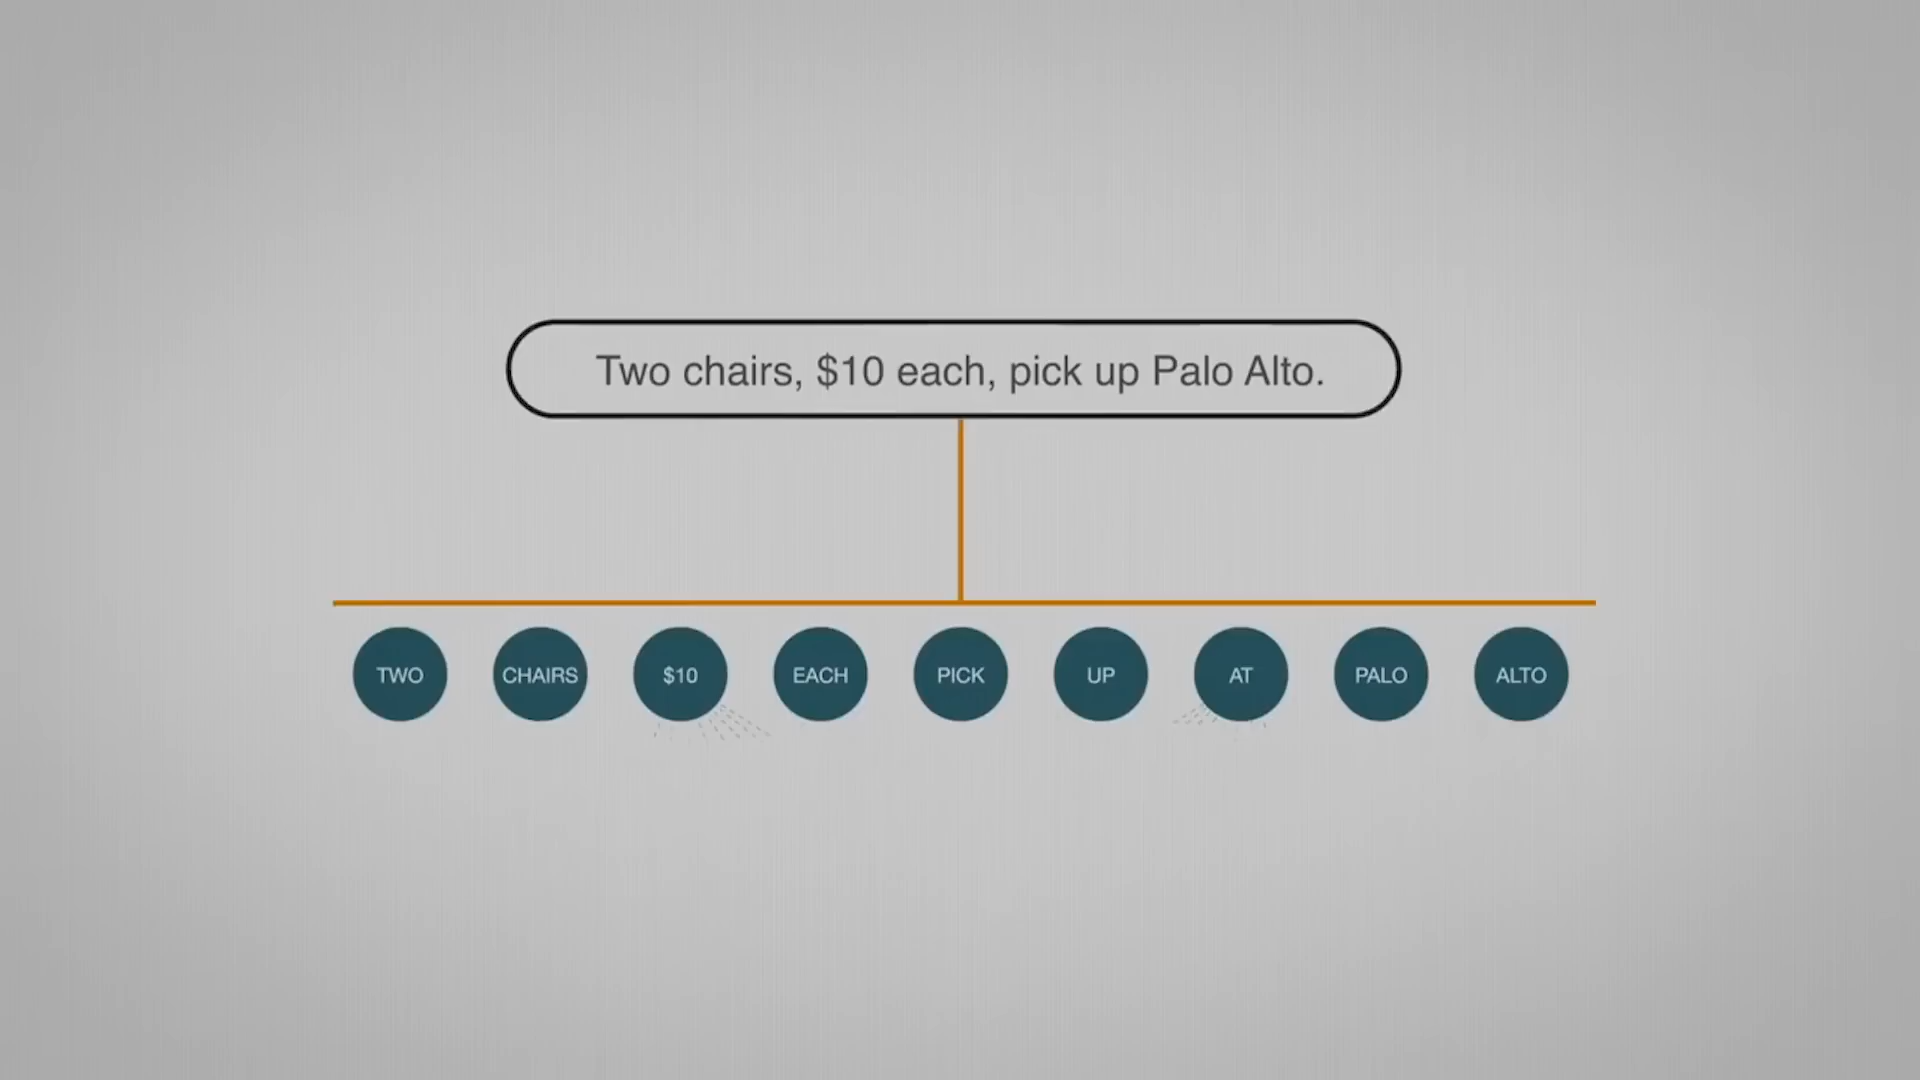 Two chairs, $10 each, pick up Palo Alto.
TWO CHAIRS $10 EACH PICK UP AT PALO ALTO